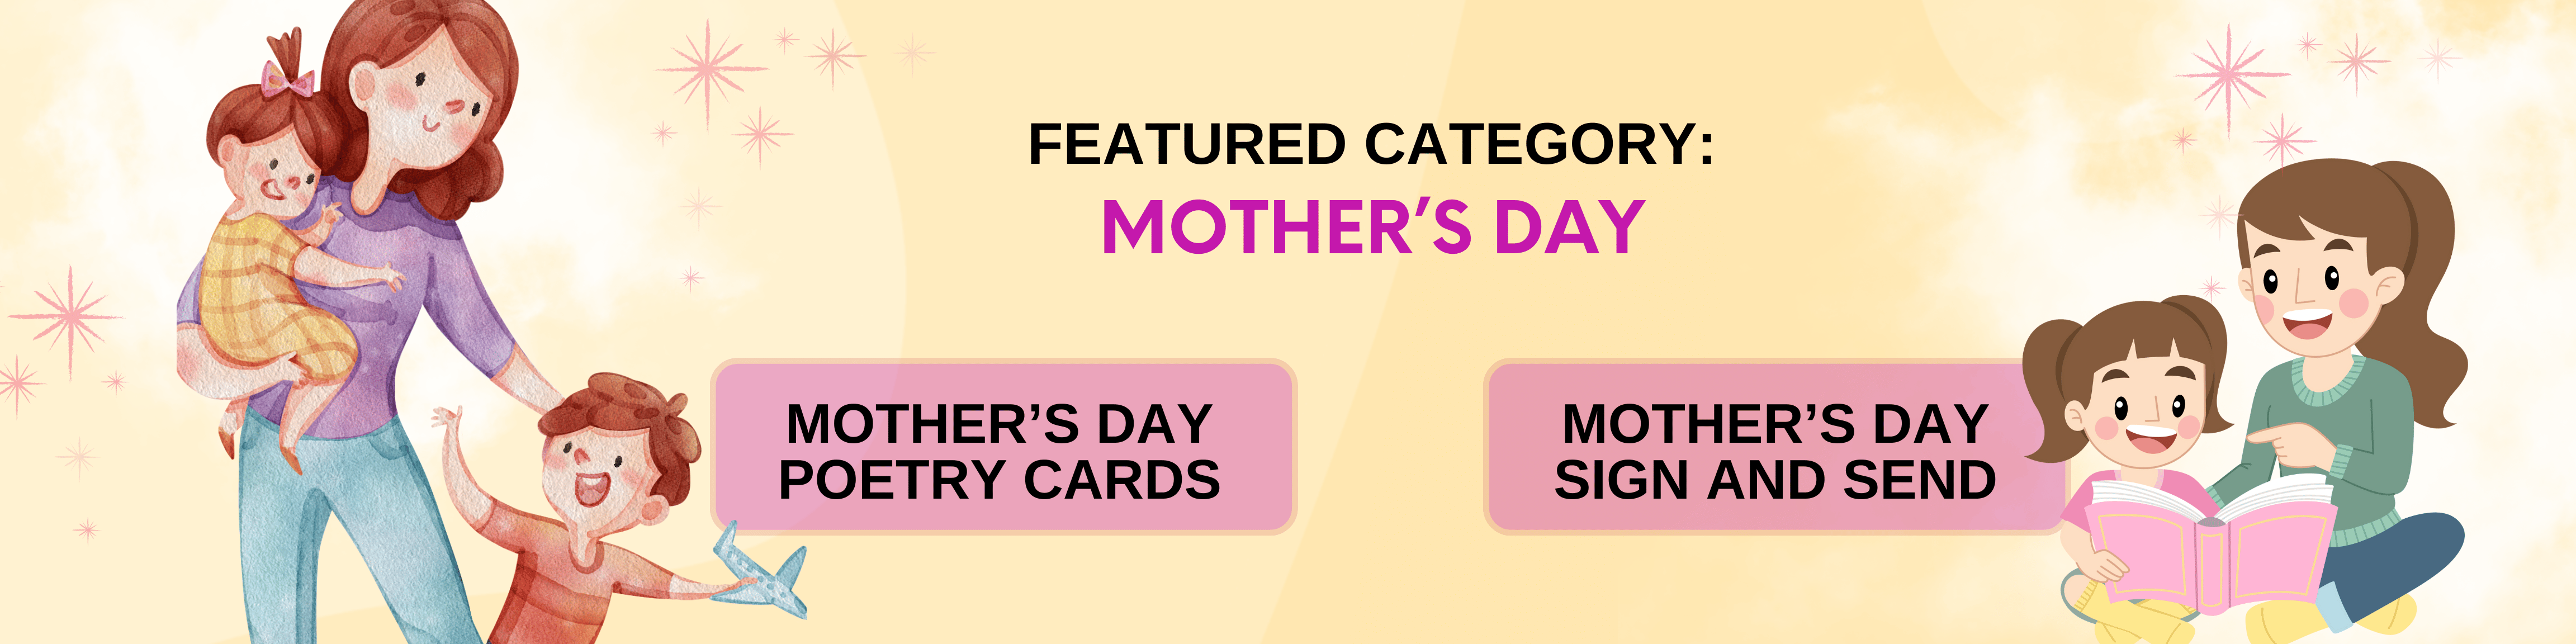 FEATURED CATEGORY:
MOTHER’S DAY
MOTHER’S DAY
POETRY CARDS
MOTHER’S DAY
SIGN AND SEND